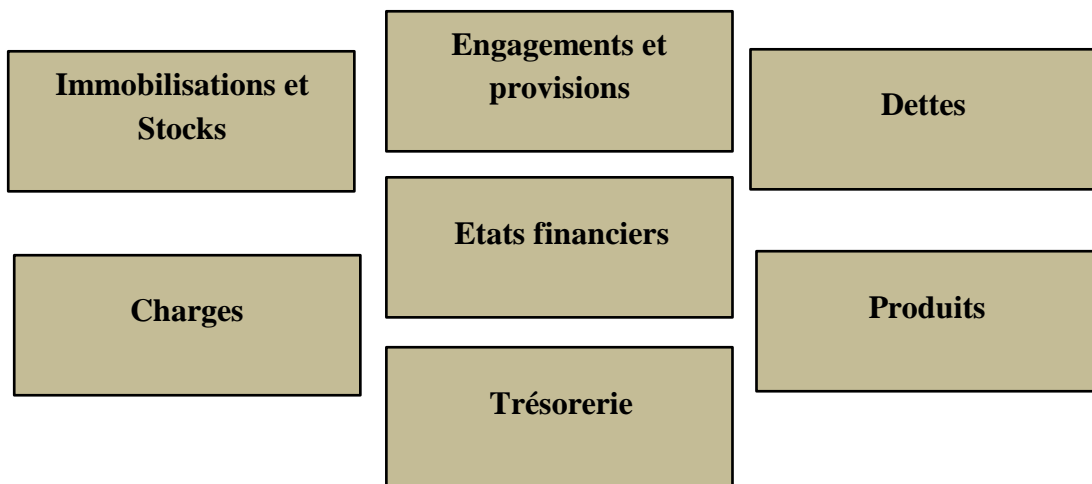 Immobilisations et
Stocks
Engagements et
provisions
Dettes
Etats financiers
Charges
Produits
Trésorerie